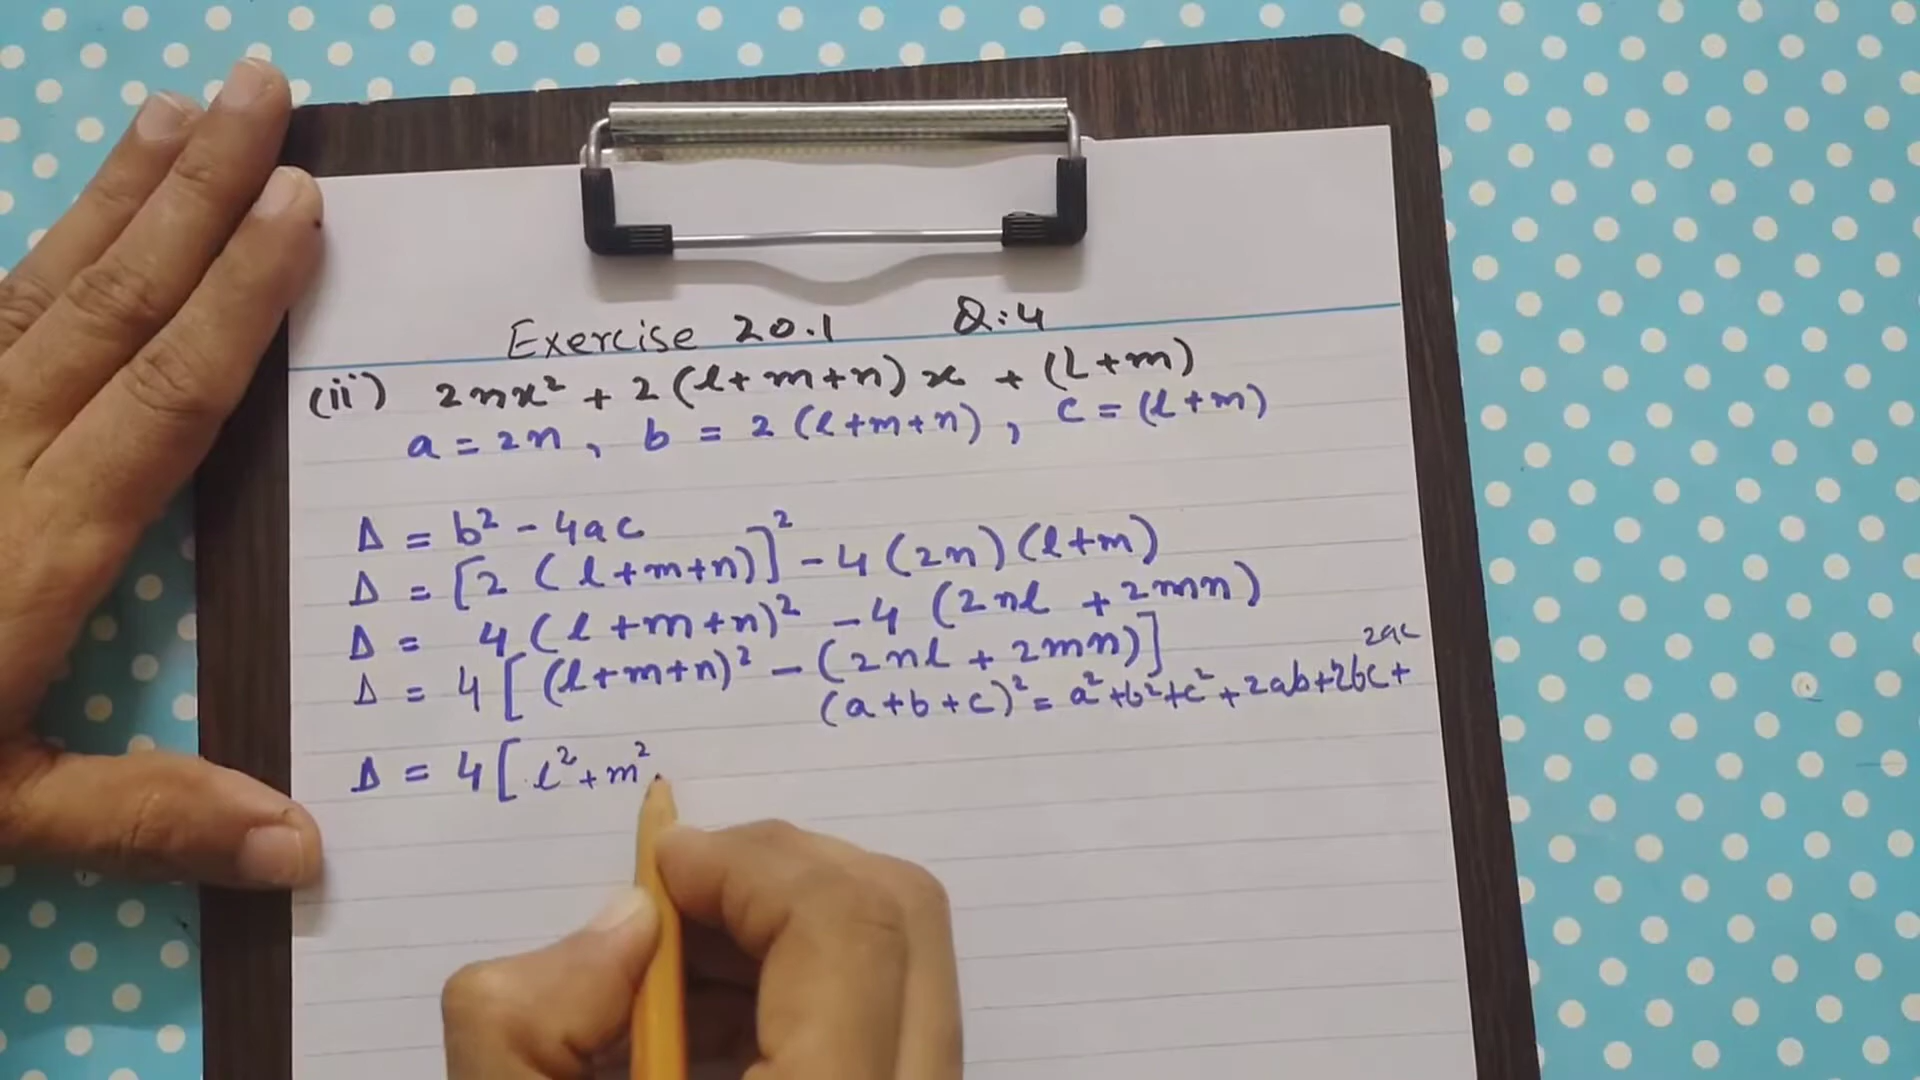 Exercise 20.1 Q:4
(ii) 2nx² + 2(l+m+n)x + (l+m)
a = 2n, b = 2(l+m+n), c = (l+m)
Δ = b² - 4ac
Δ = [2(l+m+n)]² - 4(2n)(l+m)
Δ = 4(l+m+n)² - 4(2nl + 2mn)
Δ = 4[(l+m+n)² - (2nl + 2mn)]
(a+b+c)² = a²+b²+c²+2ab+2bc+ 2ac
Δ = 4[l²+m²